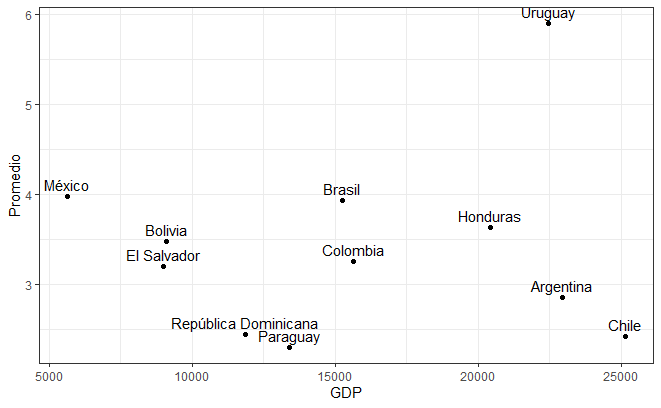 Uruguay
6
5
4
3
Promedio
México
Brasil
Honduras
Bolivia
El Salvador
Colombia
Argentina
República Dominicana
Paraguay
Chile
5000 10000 15000 20000 25000
GDP